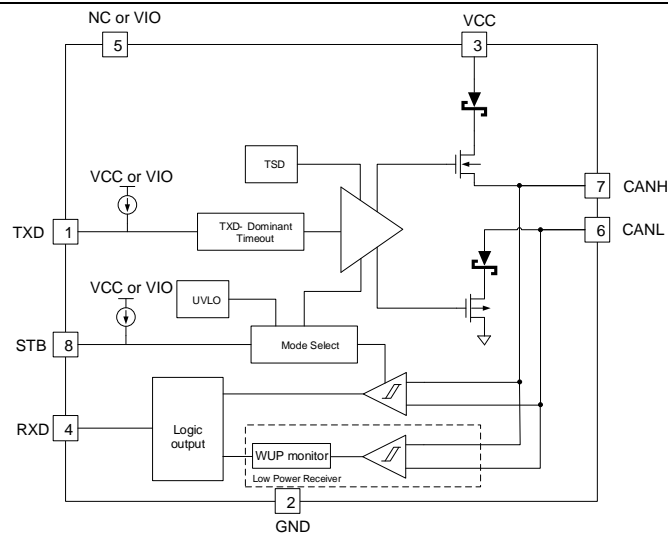 NC or VIO
VCC
5
3
TSD
VCC or VIO
7
CANH
TXD
1
TXD- Dominant
Timeout
6
CANL
VCC or VIO
UVLO
STB
8
Mode Select
RXD
4
Logic
output
WUP monitor
Low Power Receiver
2
GND